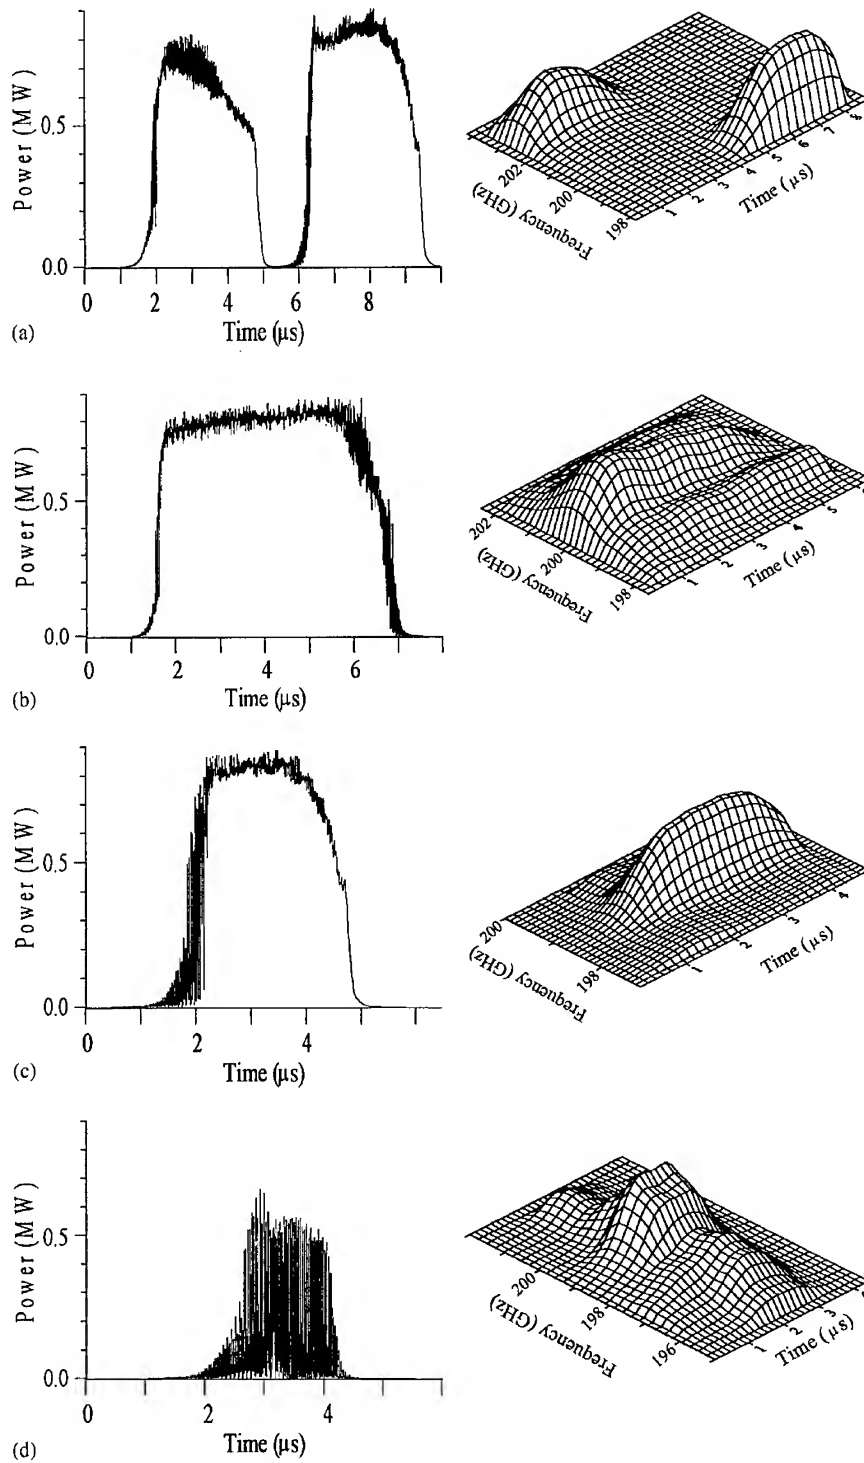 Power (MW)
0.5
0.0
0 2 4 6 8
Time (µs)
202
200
198
Frequency (GHz)
1 2 3 4 5 6 7 8
Time (µs)
(a)
Power (MW)
0.5
0.0
0 2 4 6
Time (µs)
202
200
198
Frequency (GHz)
1 2 3 4 5
Time (µs)
(b)
Power (MW)
0.5
0.0
0 2 4
Time (µs)
200
198
Frequency (GHz)
1 2 3 4
Time (µs)
(c)
Power (MW)
0.5
0.0
0 2 4
Time (µs)
200
198
196
Frequency (GHz)
1 2 3
Time (µs)
(d)